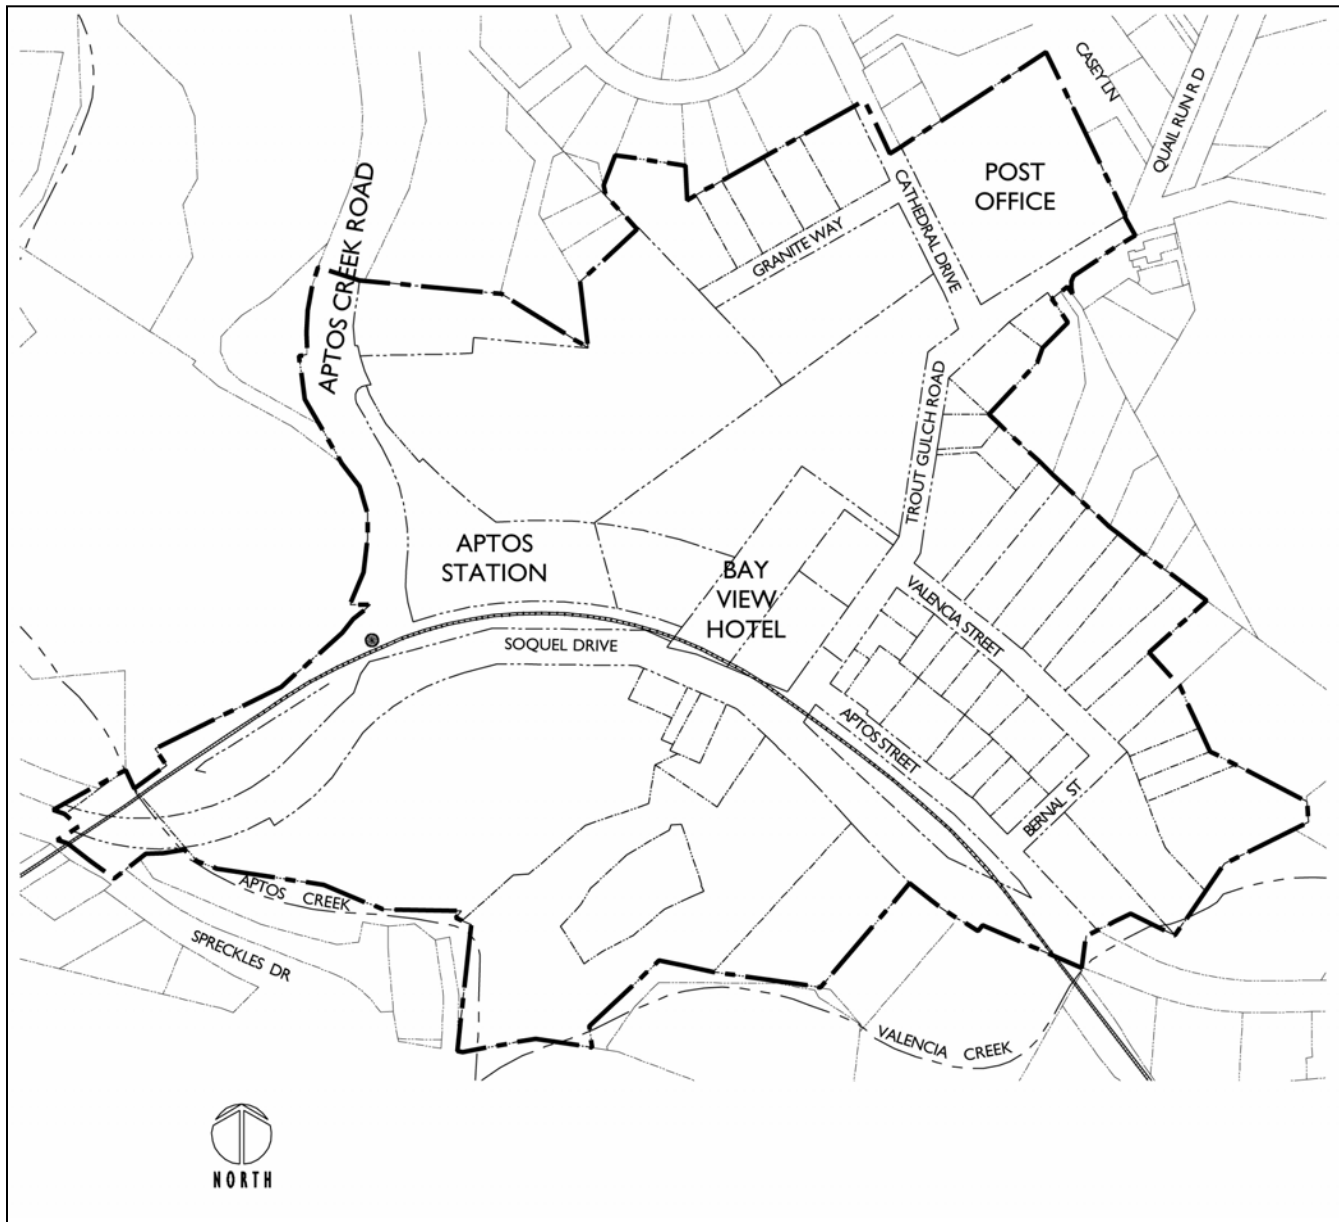 CASEY LN
QUAIL RUN R D
POST
OFFICE
APTOS CREEK ROAD
CATHEDRAL DRIVE
GRANITE WAY
TROUT GULCH ROAD
APTOS
STATION
BAY
VIEW
HOTEL
VALENCIA STREET
SOQUEL DRIVE
APTOS STREET
BERNAL ST
APTOS CREEK
SPRECKLES DR
VALENCIA CREEK
NORTH